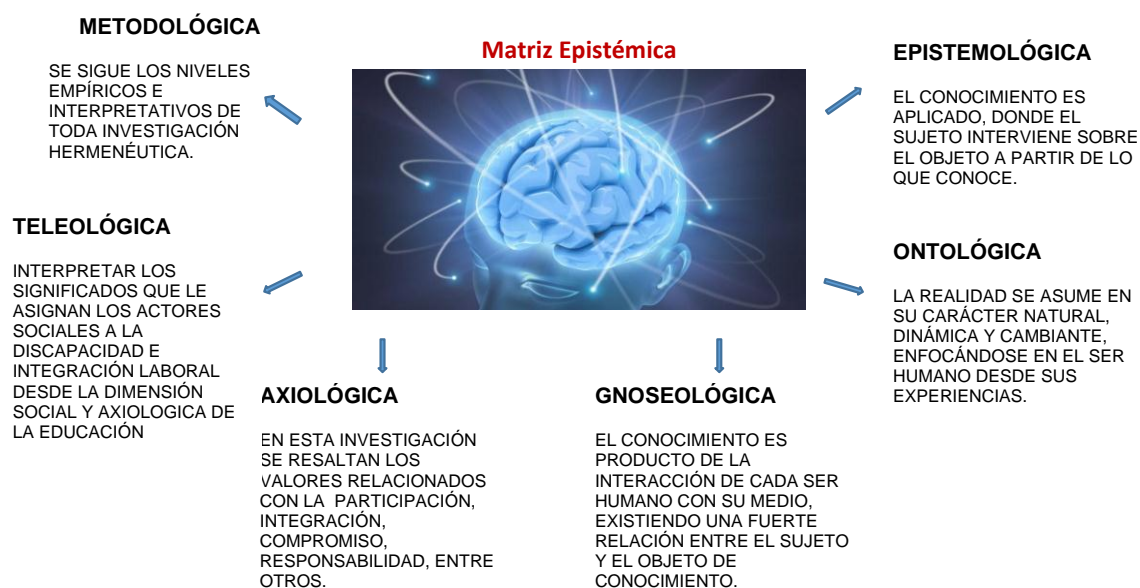 METODOLÓGICA
SE SIGUE LOS NIVELES
EMPÍRICOS E
INTERPRETATIVOS DE
TODA INVESTIGACIÓN
HERMENÉUTICA.
Matriz Epistémica
EPISTEMOLÓGICA
EL CONOCIMIENTO ES
APLICADO, DONDE EL
SUJETO INTERVIENE SOBRE
EL OBJETO A PARTIR DE LO
QUE CONOCE.
TELEOLÓGICA
INTERPRETAR LOS
SIGNIFICADOS QUE LE
ASIGNAN LOS ACTORES
SOCIALES A LA
DISCAPACIDAD E
INTEGRACIÓN LABORAL
DESDE LA DIMENSIÓN
SOCIAL Y AXIOLOGICA DE
LA EDUCACIÓN
ONTOLÓGICA
LA REALIDAD SE ASUME EN
SU CARÁCTER NATURAL,
DINÁMICA Y CAMBIANTE,
ENFOCÁNDOSE EN EL SER
HUMANO DESDE SUS
EXPERIENCIAS.
AXIOLÓGICA
EN ESTA INVESTIGACIÓN
SE RESALTAN LOS
VALORES RELACIONADOS
CON LA PARTICIPACIÓN,
INTEGRACIÓN,
COMPROMISO,
RESPONSABILIDAD, ENTRE
OTROS.
GNOSEOLÓGICA
EL CONOCIMIENTO ES
PRODUCTO DE LA
INTERACCIÓN DE CADA SER
HUMANO CON SU MEDIO,
EXISTIENDO UNA FUERTE
RELACIÓN ENTRE EL SUJETO
Y EL OBJETO DE
CONOCIMIENTO.